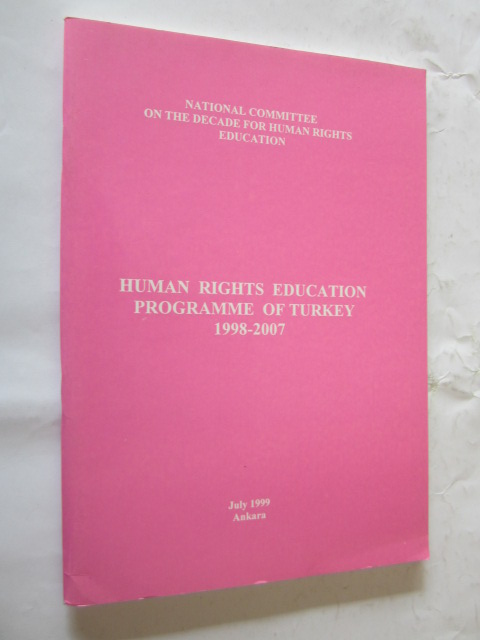 NATIONAL COMMITTEE
ON THE DECADE FOR HUMAN RIGHTS
EDUCATION
HUMAN RIGHTS EDUCATION
PROGRAMME OF TURKEY
1998-2007
July 1999
Ankara